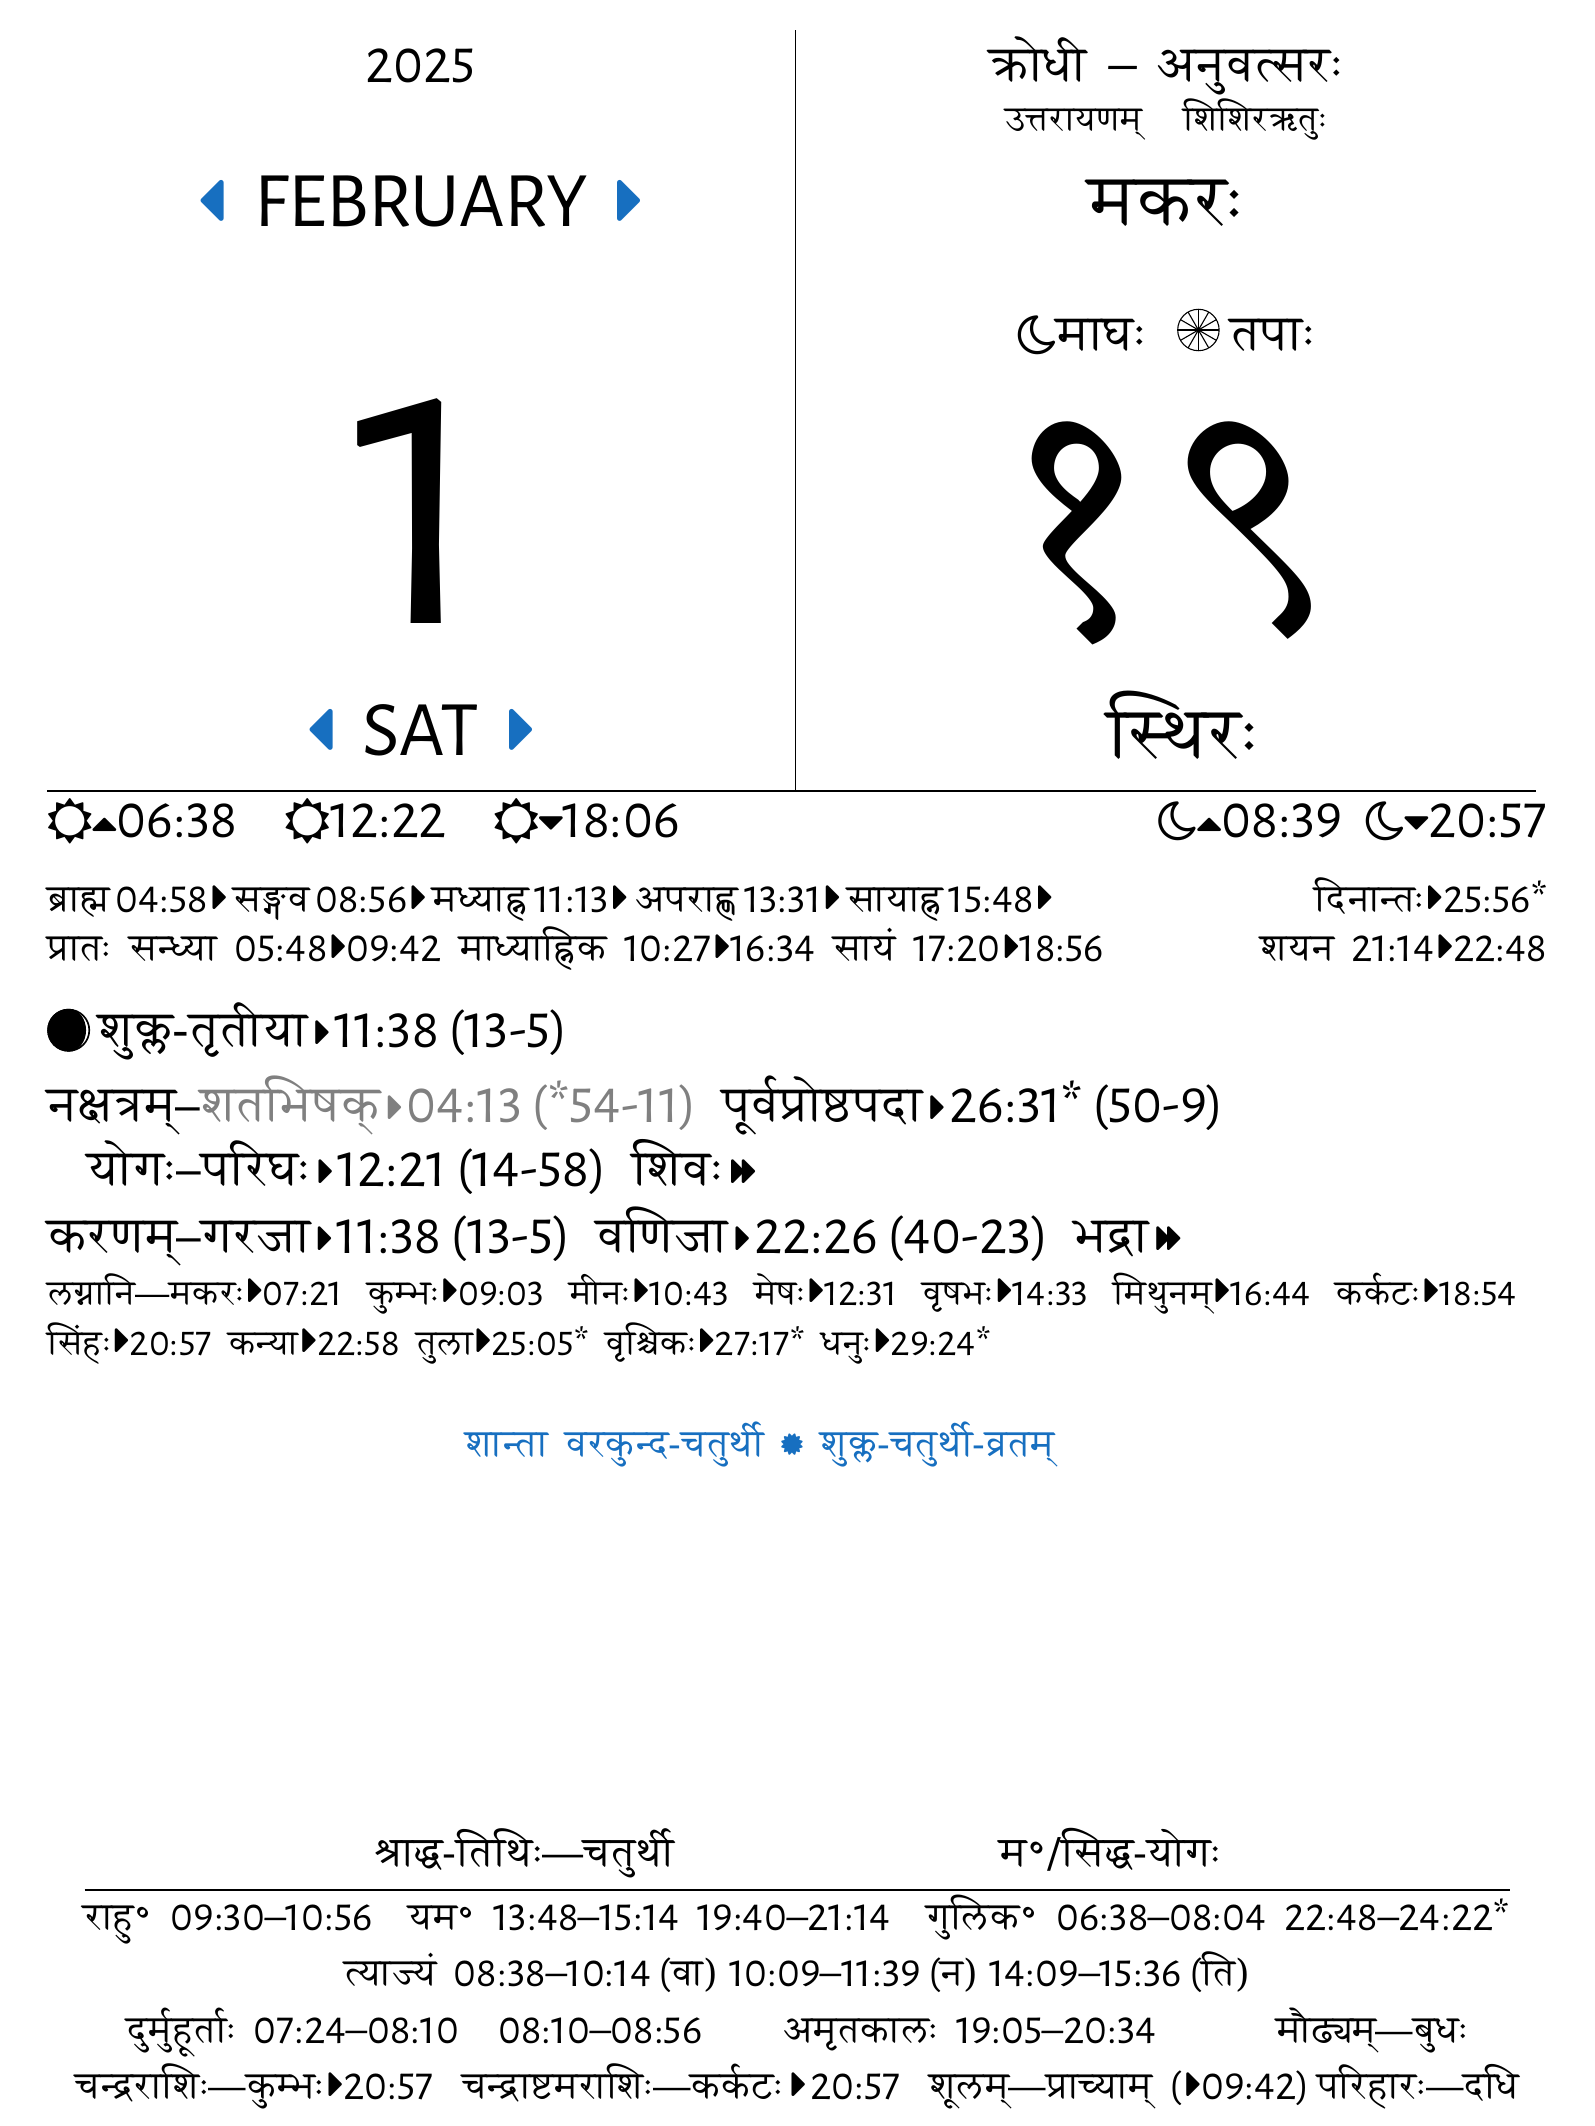 2025
क्रोधी – अनुवत्सरः
उत्तरायणम् शिशिरऋतुः
FEBRUARY
मकरः
माघः तपाः
1
१९
SAT
स्थिरः
06:38 12:22 18:06 08:39 20:57
ब्राह्म 04:58 सङ्गव 08:56 मध्याह्न 11:13 अपराह्ण 13:31 सायाह्न 15:48 दिनान्तः 25:56*
प्रातः सन्ध्या 05:48 09:42 माध्याह्निक 10:27 16:34 सायं 17:20 18:56 शयन 21:14 22:48
शुक्ल-तृतीया 11:38 (13-5)
नक्षत्रम्–शतभिषक् 04:13 (*54-11) पूर्वप्रोष्ठपदा 26:31* (50-9)
योगः–परिघः 12:21 (14-58) शिवः
करणम्–गरजा 11:38 (13-5) वणिजा 22:26 (40-23) भद्रा
लग्नानि—मकरः 07:21 कुम्भः 09:03 मीनः 10:43 मेषः 12:31 वृषभः 14:33 मिथुनम् 16:44 कर्कटः 18:54
सिंहः 20:57 कन्या 22:58 तुला 25:05* वृश्चिकः 27:17* धनुः 29:24*
शान्ता वरकुन्द-चतुर्थी शुक्ल-चतुर्थी-व्रतम्
श्राद्ध-तिथिः—चतुर्थी म॰/सिद्ध-योगः
राहु॰ 09:30–10:56 यम॰ 13:48–15:14 19:40–21:14 गुलिक॰ 06:38–08:04 22:48–24:22*
त्याज्यं 08:38–10:14 (वा) 10:09–11:39 (न) 14:09–15:36 (ति)
दुर्मुहूर्ताः 07:24–08:10 08:10–08:56 अमृतकालः 19:05–20:34 मौढ्यम्—बुधः
चन्द्रराशिः—कुम्भः 20:57 चन्द्राष्टमराशिः—कर्कटः 20:57 शूलम्—प्राच्याम् ( 09:42) परिहारः—दधि